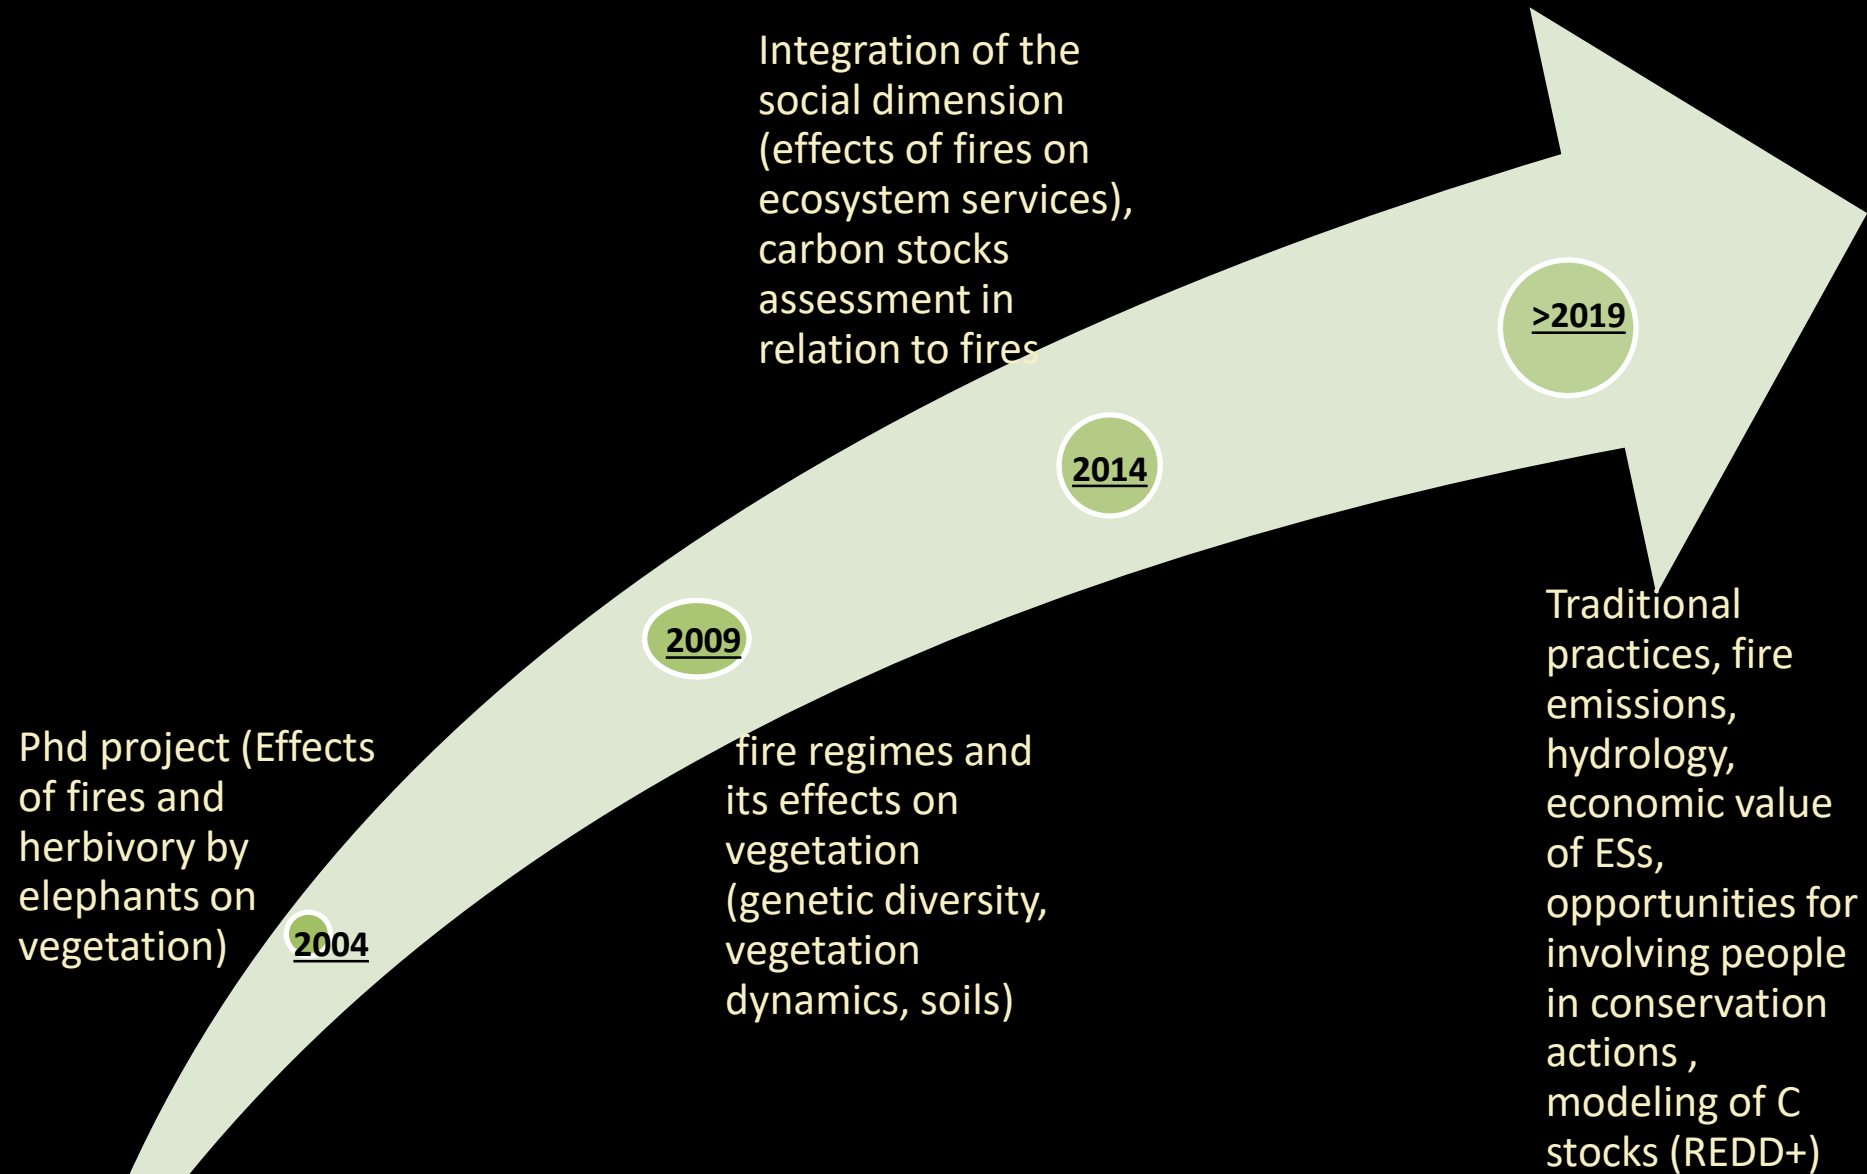 Integration of the
social dimension
(effects of fires on
ecosystem services),
carbon stocks
assessment in
relation to fires
>2019
2014
2009
Phd project (Effects
of fires and
herbivory by
elephants on
vegetation)
2004
fire regimes and
its effects on
vegetation
(genetic diversity,
vegetation
dynamics, soils)
Traditional
practices, fire
emissions,
hydrology,
economic value
of ESs,
opportunities for
involving people
in conservation
actions ,
modeling of C
stocks (REDD+)